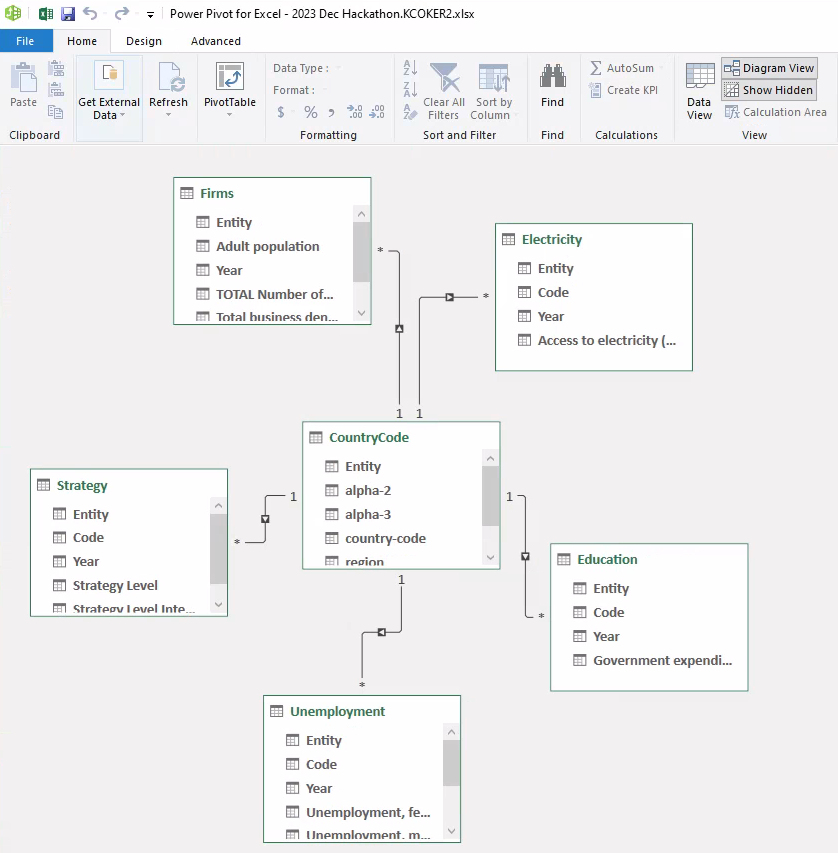 Power Pivot for Excel - 2023 Dec Hackathon.KCOKER2.xlsx
File Home Design Advanced
Paste
Clipboard
Get External Data
Refresh
PivotTable
Data Type :
Format :
$ % , .00 .00
Formatting
A Z
Z A
Clear All Filters
Sort by Column
Sort and Filter
Find
Find
∑ AutoSum
Create KPI
Calculations
Data View
Diagram View
Show Hidden
Calculation Area
View
Firms
Entity
Adult population
Year
TOTAL Number of...
Total business den...
*
1
Electricity
Entity
Code
Year
Access to electricity (...
*
1
CountryCode
Entity
alpha-2
alpha-3
country-code
region
Strategy
Entity
Code
Year
Strategy Level
Strategy Level Inte...
*
1
Education
Entity
Code
Year
Government expendi...
1
*
1
*
Unemployment
Entity
Code
Year
Unemployment, fe...
Unemployment, m...